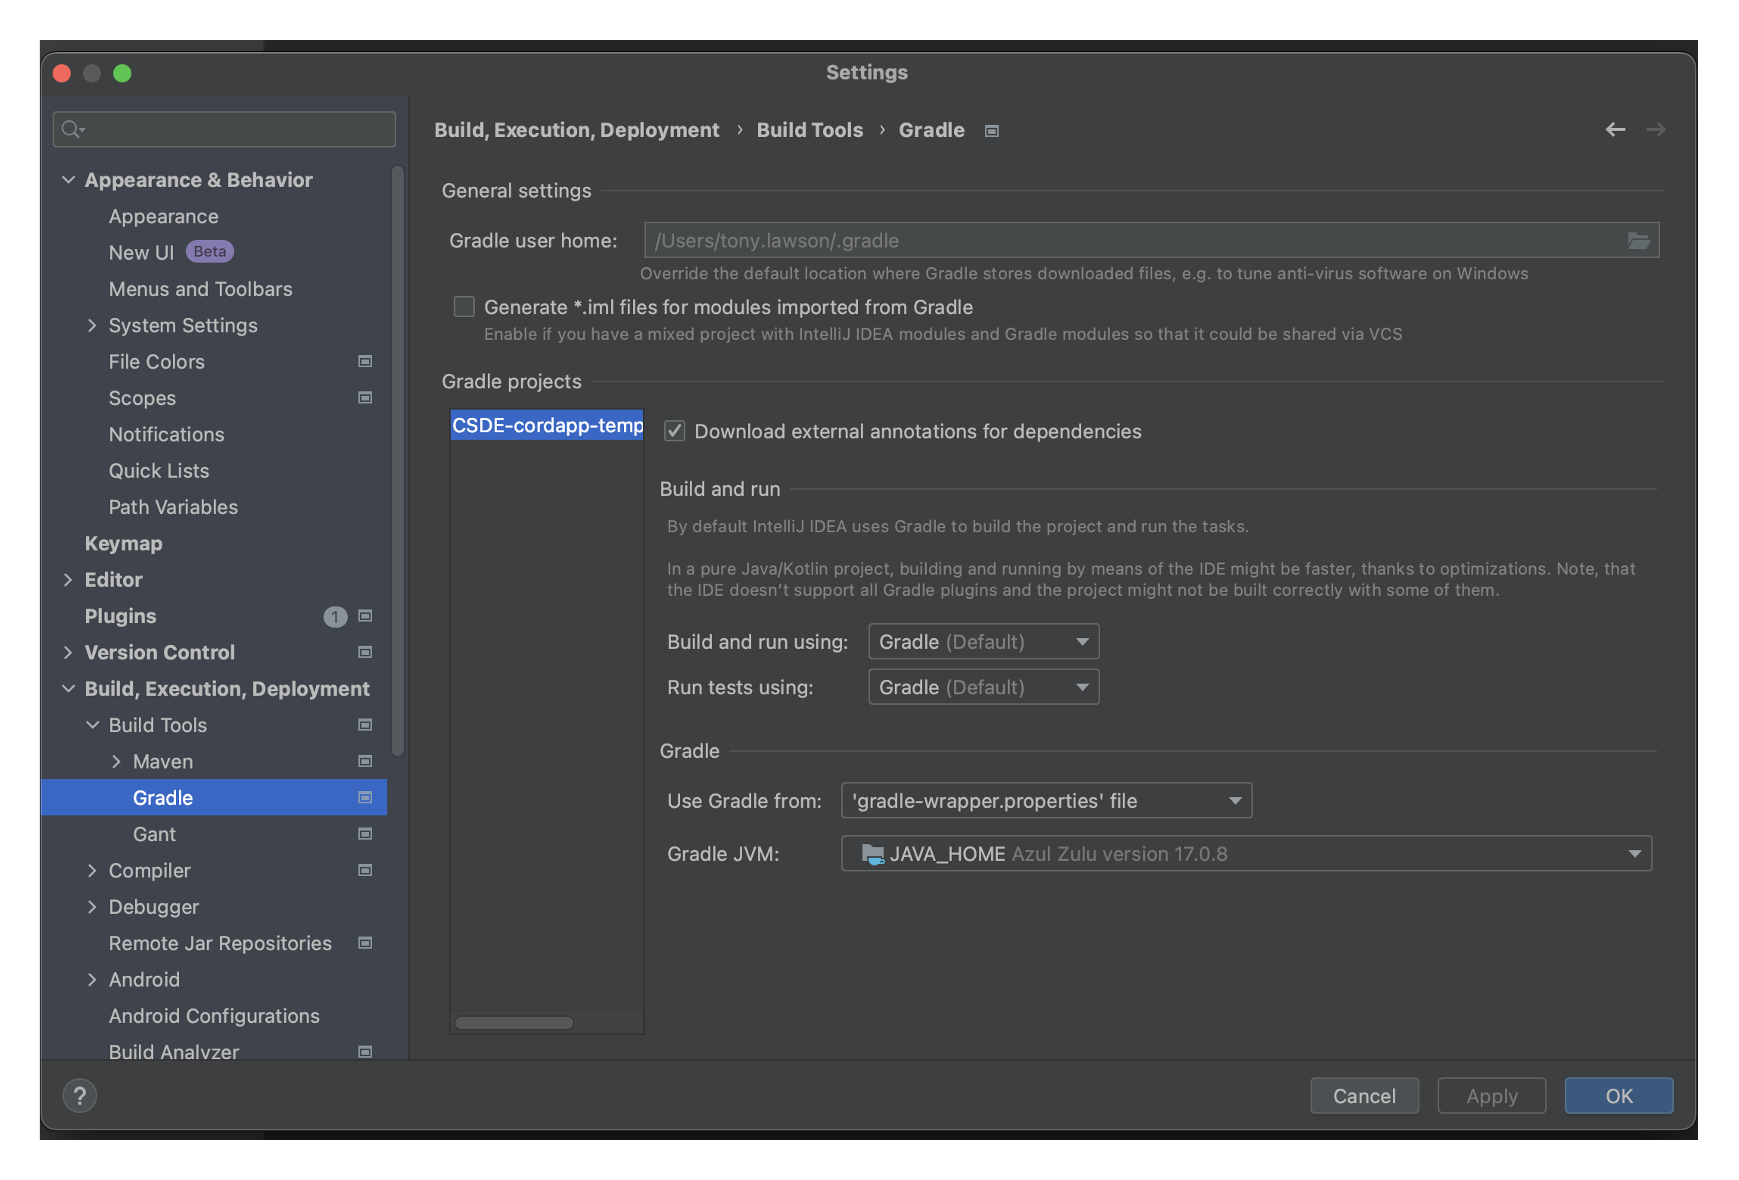 Settings
Appearance & Behavior
Appearance
New UI Beta
Menus and Toolbars
System Settings
File Colors
Scopes
Notifications
Quick Lists
Path Variables
Keymap
Editor
Plugins 1
Version Control
Build, Execution, Deployment
Build Tools
Maven
Gradle
Gant
Compiler
Debugger
Remote Jar Repositories
Android
Android Configurations
Build Analyzer
Build, Execution, Deployment › Build Tools › Gradle
General settings
Gradle user home: /Users/tony.lawson/.gradle
Override the default location where Gradle stores downloaded files, e.g. to tune anti-virus software on Windows
Generate *.iml files for modules imported from Gradle
Enable if you have a mixed project with IntelliJ IDEA modules and Gradle modules so that it could be shared via VCS
Gradle projects
CSDE-cordapp-temp
Download external annotations for dependencies
Build and run
By default IntelliJ IDEA uses Gradle to build the project and run the tasks.
In a pure Java/Kotlin project, building and running by means of the IDE might be faster, thanks to optimizations. Note, that
the IDE doesn't support all Gradle plugins and the project might not be built correctly with some of them.
Build and run using: Gradle (Default)
Run tests using: Gradle (Default)
Gradle
Use Gradle from: 'gradle-wrapper.properties' file
Gradle JVM: JAVA_HOME Azul Zulu version 17.0.8
? Cancel Apply OK